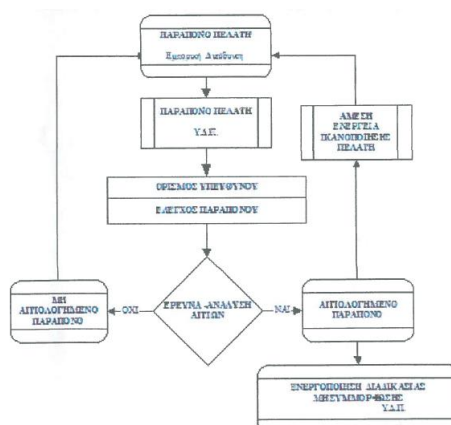 ΠΑΡΑΠΟΝΟ ΠΕΛΑΤΗ
Εμπορική Διεύθυνση
ΠΑΡΑΠΟΝΟ ΠΕΛΑΤΗ
Υ.Δ.Π.
ΑΜΕΣΗ
ΕΝΕΡΓΕΙΑ
ΙΚΑΝΟΠΟΙΗΣΗΣ
ΠΕΛΑΤΗ
ΟΡΙΣΜΟΣ ΥΠΕΥΘΥΝΟΥ
ΕΛΕΓΧΟΣ ΠΑΡΑΠΟΝΟΥ
ΜΗ
ΑΙΤΙΟΛΟΓΗΜΕΝΟ
ΠΑΡΑΠΟΝΟ
ΟΧΙ
ΕΡΕΥΝΑ -ΑΝΑΛΥΣΗ
ΑΙΤΙΩΝ
ΝΑΙ
ΑΙΤΙΟΛΟΓΗΜΕΝΟ
ΠΑΡΑΠΟΝΟ
ΕΝΕΡΓΟΠΟΙΗΣΗ ΔΙΑΔΙΚΑΣΙΑΣ
ΜΗ ΣΥΜΜΟΡΦΩΣΗΣ
Υ.Δ.Π.